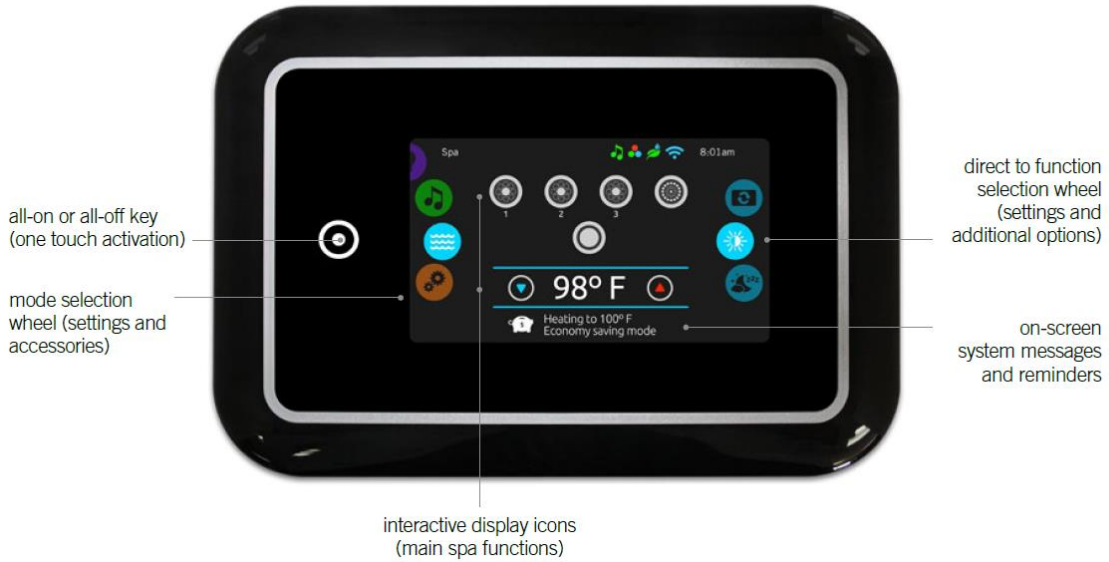 Spa
8:01am
1
2
3
98° F
Heating to 100° F
Economy saving mode
all-on or all-off key
(one touch activation)
mode selection
wheel (settings and
accessories)
direct to function
selection wheel
(settings and
additional options)
on-screen
system messages
and reminders
interactive display icons
(main spa functions)